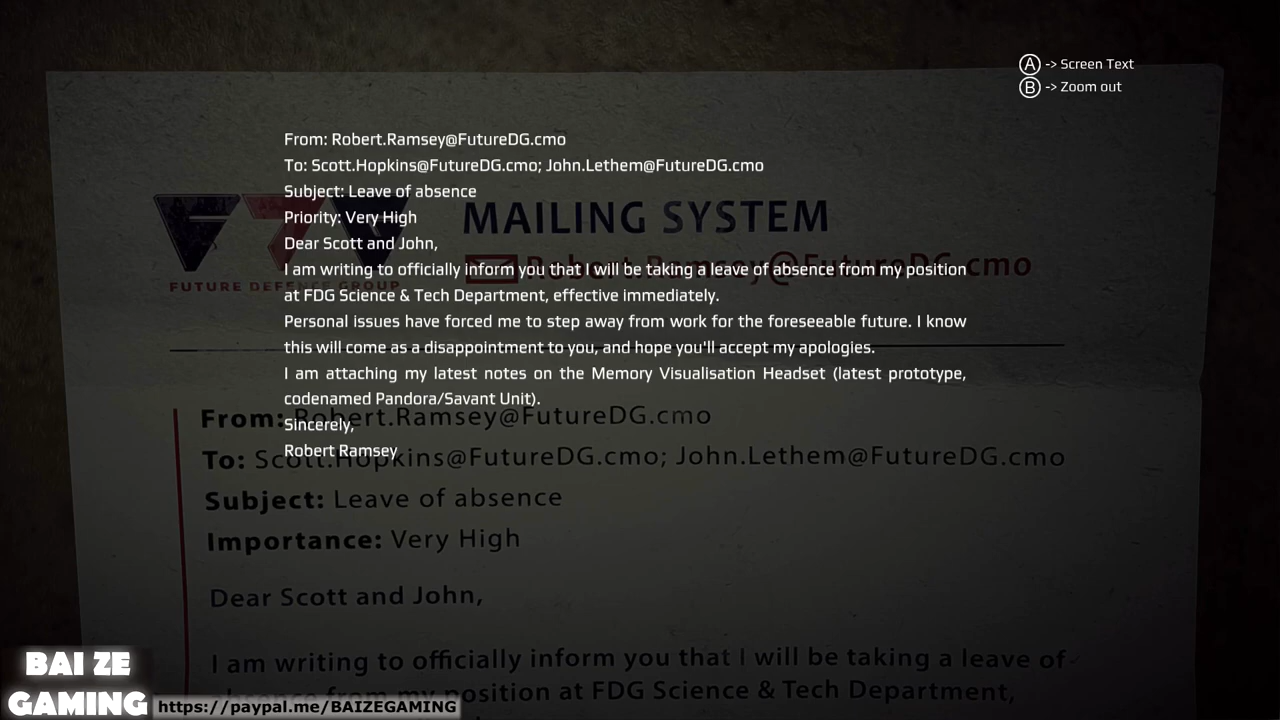 -> Screen Text
-> Zoom out
From: Robert.Ramsey@FutureDG.cmo
To: Scott.Hopkins@FutureDG.cmo; John.Lethem@FutureDG.cmo
Subject: Leave of absence
Priority: Very High
Dear Scott and John,
I am writing to officially inform you that I will be taking a leave of absence from my position
at FDG Science & Tech Department, effective immediately.
Personal issues have forced me to step away from work for the foreseeable future. I know
this will come as a disappointment to you, and hope you'll accept my apologies.
I am attaching my latest notes on the Memory Visualisation Headset (latest prototype,
codenamed Pandora/Savant Unit).
Sincerely,
Robert Ramsey
FUTURE DEFENCE GROUP
MAILING SYSTEM
Robert.Ramsey@FutureDG.cmo
From: Robert.Ramsey@FutureDG.cmo
To: Scott.Hopkins@FutureDG.cmo; John.Lethem@FutureDG.cmo
Subject: Leave of absence
Importance: Very High
Dear Scott and John,
I am writing to officially inform you that I will be taking a leave of
absence from my position at FDG Science & Tech Department,
BAI ZE
GAMING
https://paypal.me/BAIZEGAMING